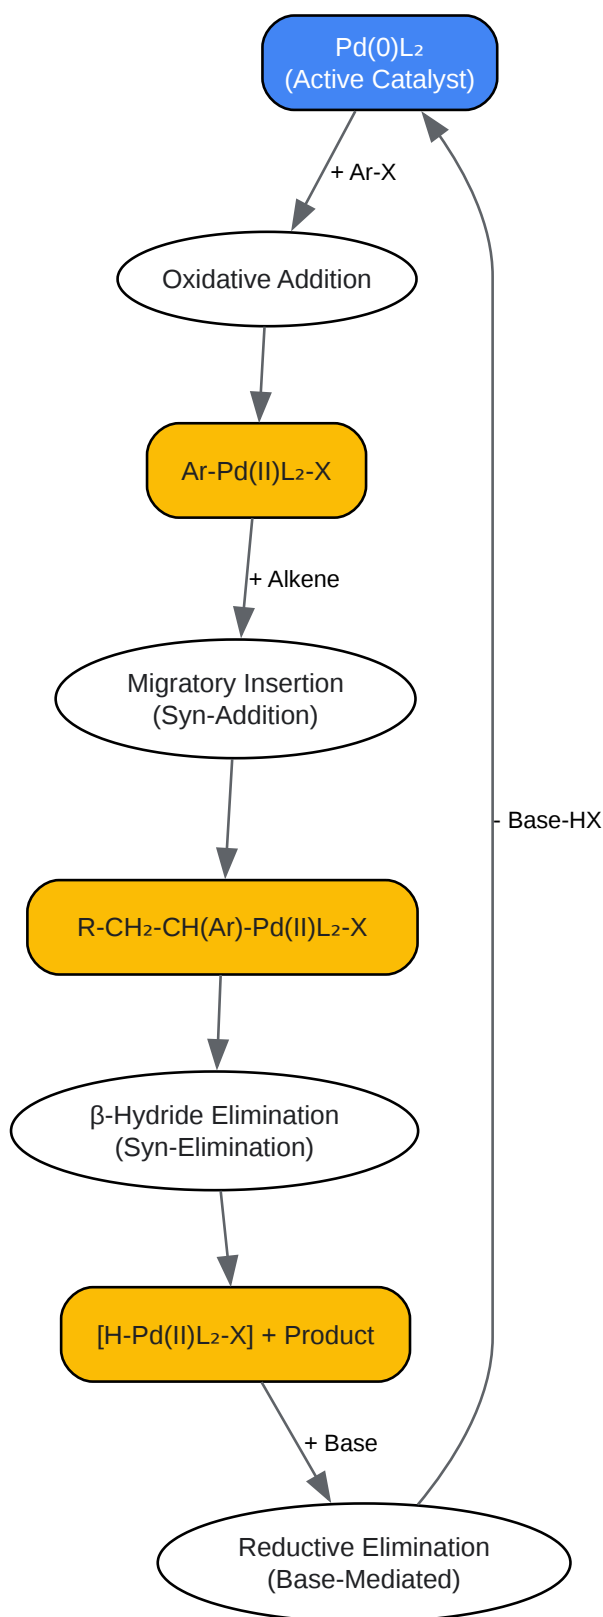 Pd(0)L₂
(Active Catalyst)
+ Ar-X
Oxidative Addition
Ar-Pd(II)L₂-X
+ Alkene
Migratory Insertion
(Syn-Addition)
- Base-HX
R-CH₂-CH(Ar)-Pd(II)L₂-X
β-Hydride Elimination
(Syn-Elimination)
[H-Pd(II)L₂-X] + Product
+ Base
Reductive Elimination
(Base-Mediated)